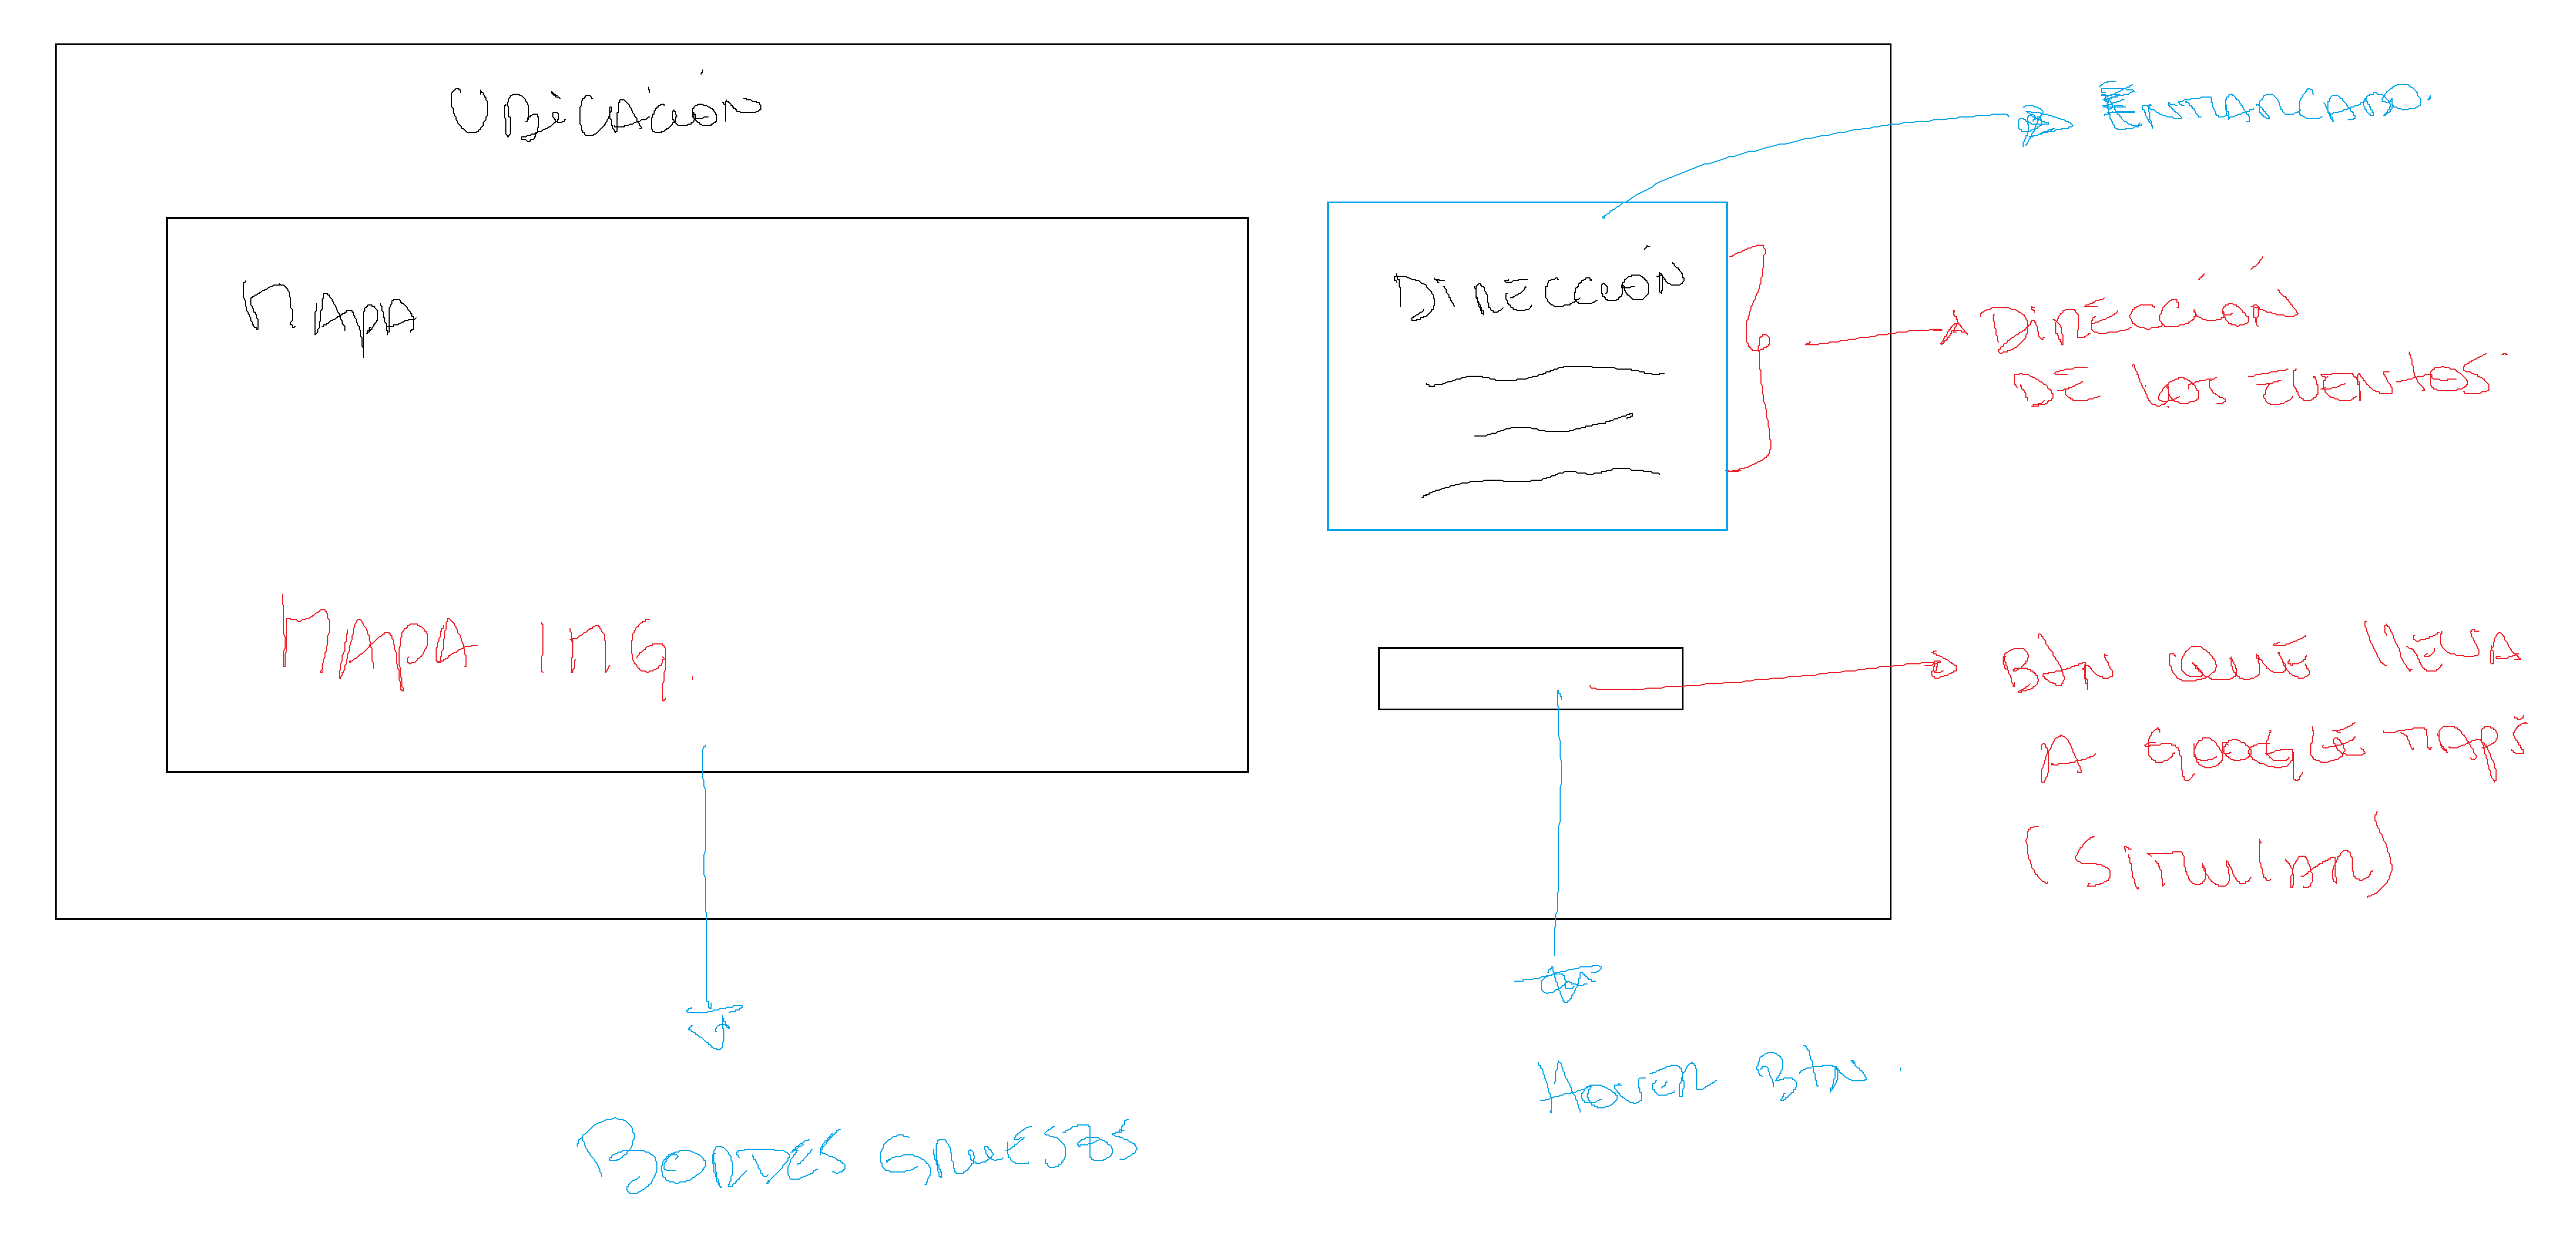 UBICACIÓN
ENMARCADO.
MAPA
DIRECCIÓN
DIRECCIÓN
DE LOS EVENTOS.
MAPA IMG.
BTN QUE LLEVA
A GOOGLE MAPS
(SIMULAR)
HOVER BTN.
BORDES GRUESOS